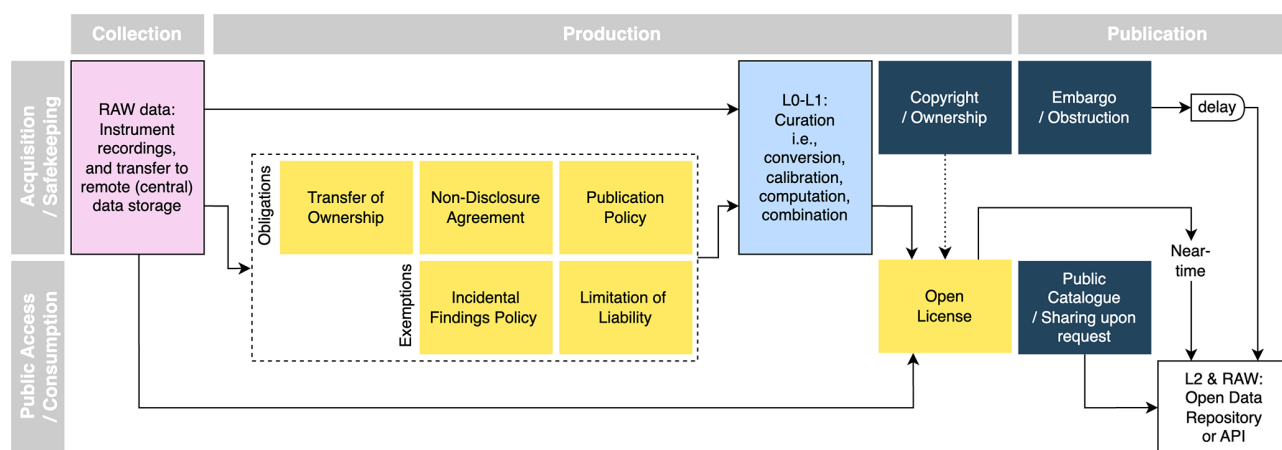 Collection
Production
Publication
Acquisition
/ Safekeeping
Public Access
/ Consumption
RAW data:
Instrument
recordings,
and transfer to
remote (central)
data storage
Obligations
Transfer of
Ownership
Non-Disclosure
Agreement
Publication
Policy
Exemptions
Incidental
Findings Policy
Limitation of
Liability
L0-L1:
Curation
i.e.,
conversion,
calibration,
computation,
combination
Copyright
/ Ownership
Open
License
Embargo
/ Obstruction
delay
Near-
time
Public
Catalogue
/ Sharing upon
request
L2 & RAW:
Open Data
Repository
or API